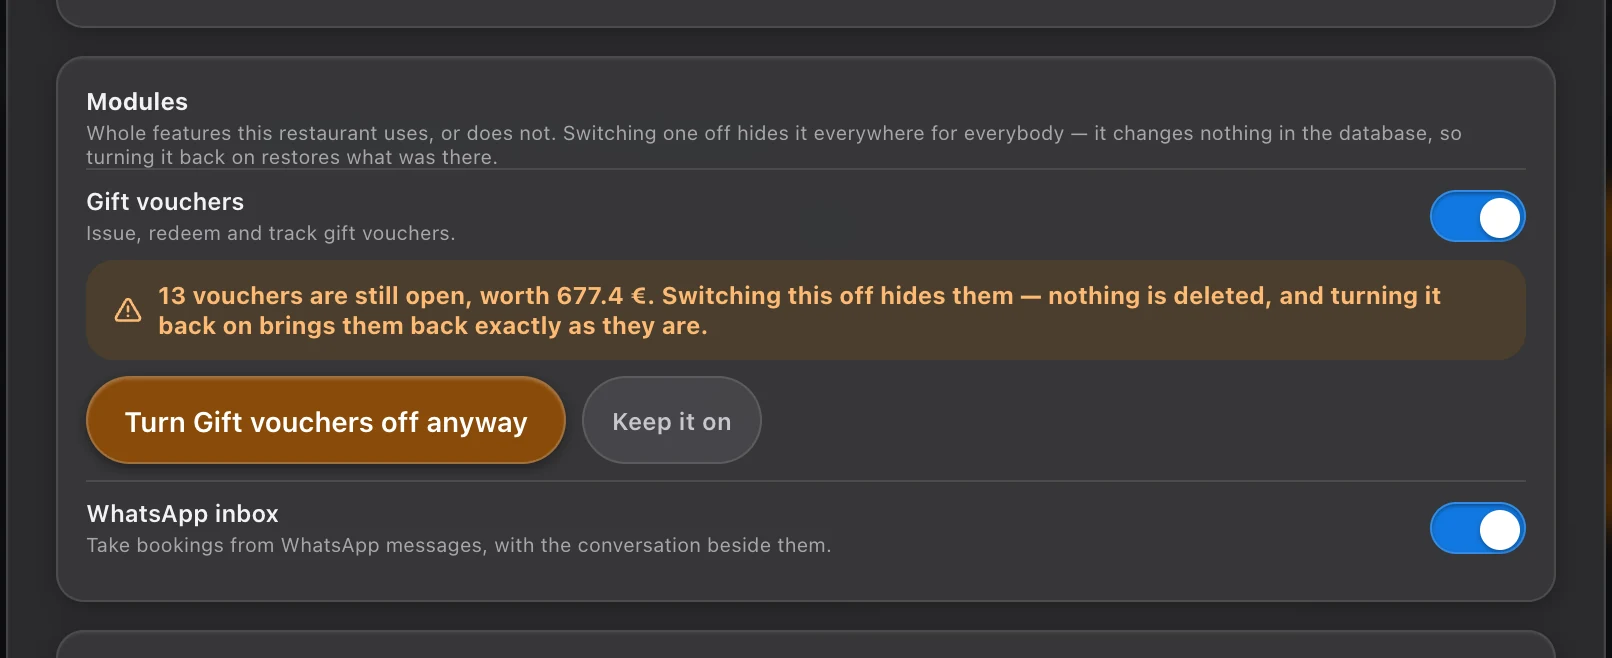 Modules
Whole features this restaurant uses, or does not. Switching one off hides it everywhere for everybody — it changes nothing in the database, so
turning it back on restores what was there.
Gift vouchers
Issue, redeem and track gift vouchers.
13 vouchers are still open, worth 677.4 €. Switching this off hides them — nothing is deleted, and turning it
back on brings them back exactly as they are.
Turn Gift vouchers off anyway
Keep it on
WhatsApp inbox
Take bookings from WhatsApp messages, with the conversation beside them.